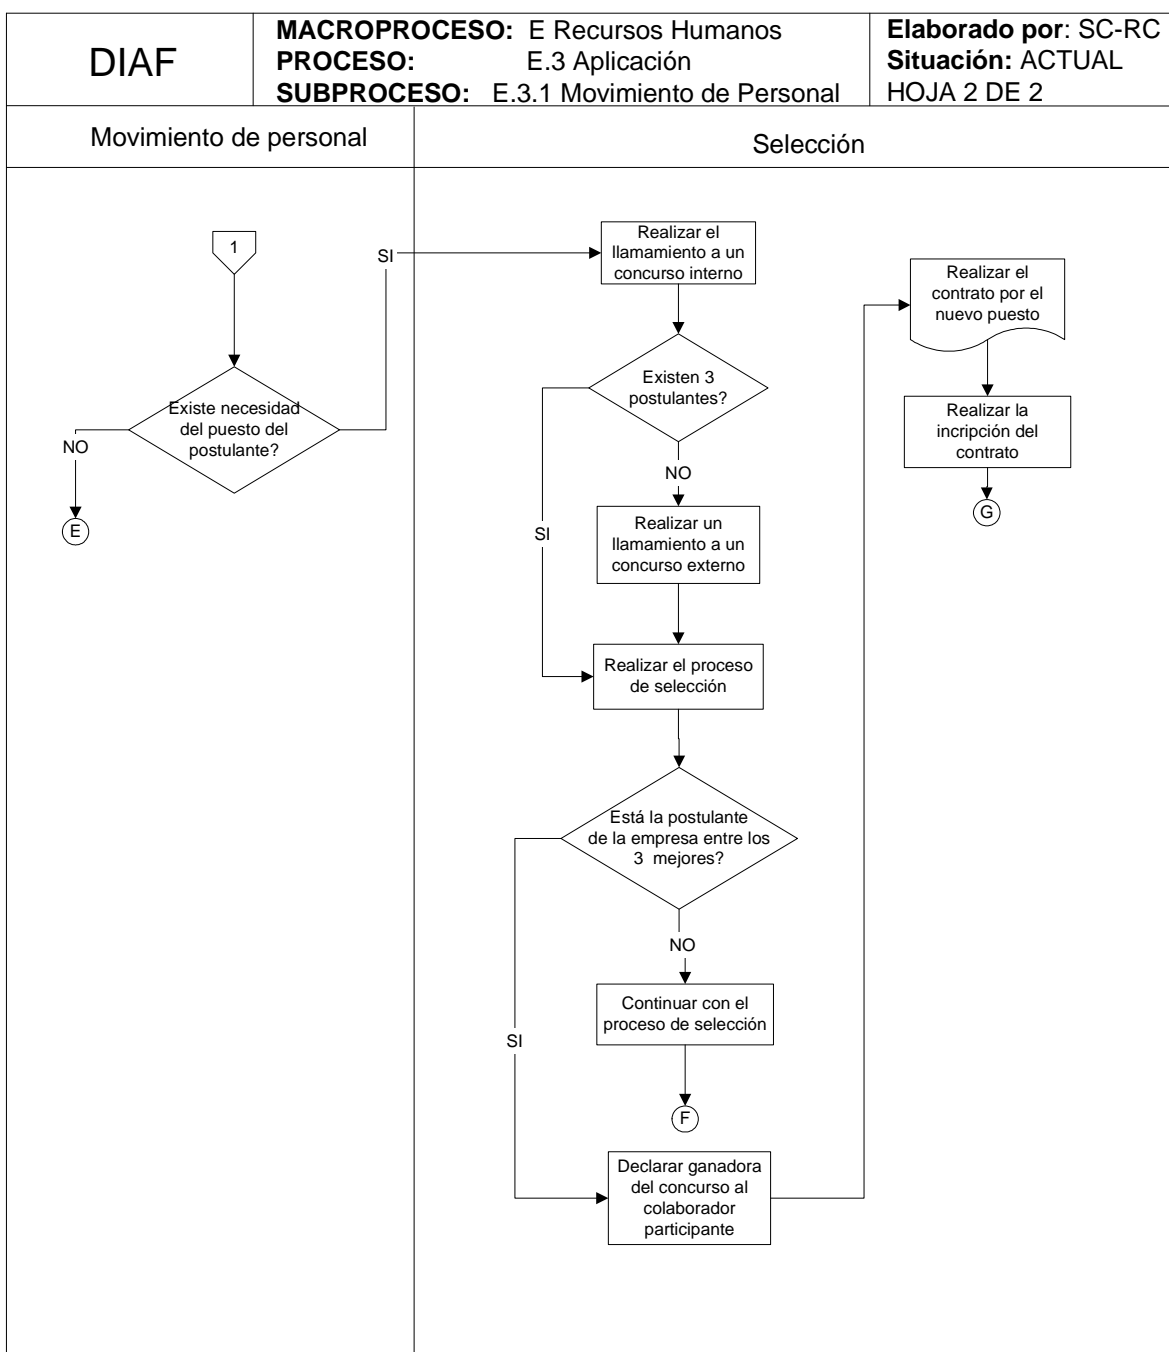 DIAF
MACROPROCESO: E Recursos Humanos
PROCESO: E.3 Aplicación
SUBPROCESO: E.3.1 Movimiento de Personal
Elaborado por: SC-RC
Situación: ACTUAL
HOJA 2 DE 2
Movimiento de personal
Selección
1
Existe necesidad
del puesto del
postulante?
NO
E
SI
Realizar el
llamamiento a un
concurso interno
Existen 3
postulantes?
NO
SI
Realizar un
llamamiento a un
concurso externo
Realizar el proceso
de selección
Está la postulante
de la empresa entre los
3 mejores?
NO
SI
Continuar con el
proceso de selección
F
Declarar ganadora
del concurso al
colaborador
participante
Realizar el
contrato por el
nuevo puesto
Realizar la
incripción del
contrato
G